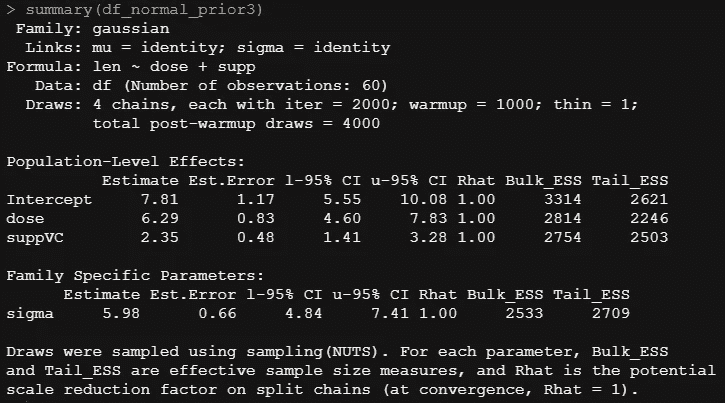 > summary(df_normal_prior3)
 Family: gaussian
  Links: mu = identity; sigma = identity
Formula: len ~ dose + supp
   Data: df (Number of observations: 60)
  Draws: 4 chains, each with iter = 2000; warmup = 1000; thin = 1;
         total post-warmup draws = 4000

Population-Level Effects:
          Estimate Est.Error l-95% CI u-95% CI Rhat Bulk_ESS Tail_ESS
Intercept     7.81      1.17     5.55    10.08 1.00     3314     2621
dose          6.29      0.83     4.60     7.83 1.00     2814     2246
suppVC        2.35      0.48     1.41     3.28 1.00     2754     2503

Family Specific Parameters:
      Estimate Est.Error l-95% CI u-95% CI Rhat Bulk_ESS Tail_ESS
sigma     5.98      0.66     4.84     7.41 1.00     2533     2709

Draws were sampled using sampling(NUTS). For each parameter, Bulk_ESS
and Tail_ESS are effective sample size measures, and Rhat is the potential
scale reduction factor on split chains (at convergence, Rhat = 1).